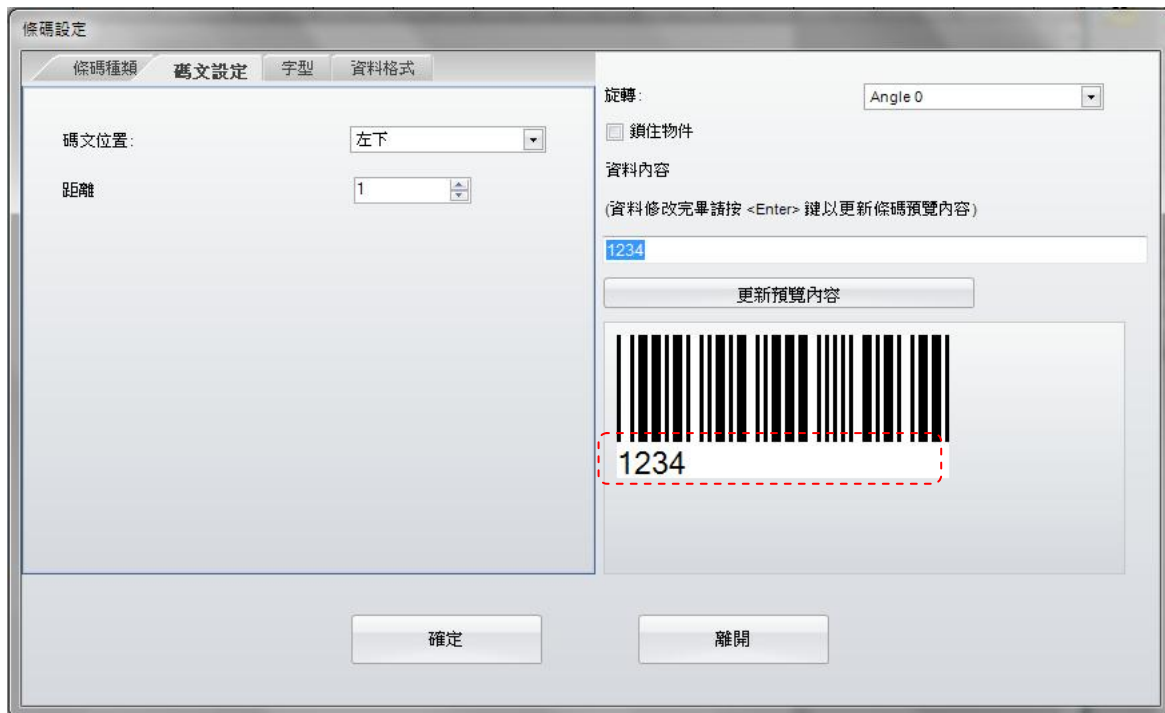 條碼設定
條碼種類 碼文設定 字型 資料格式
碼文位置: 左下
距離 1
旋轉: Angle 0
鎖住物件
資料內容
(資料修改完畢請按 <Enter> 鍵以更新條碼預覽內容)
1234
更新預覽內容
1234
確定 離開